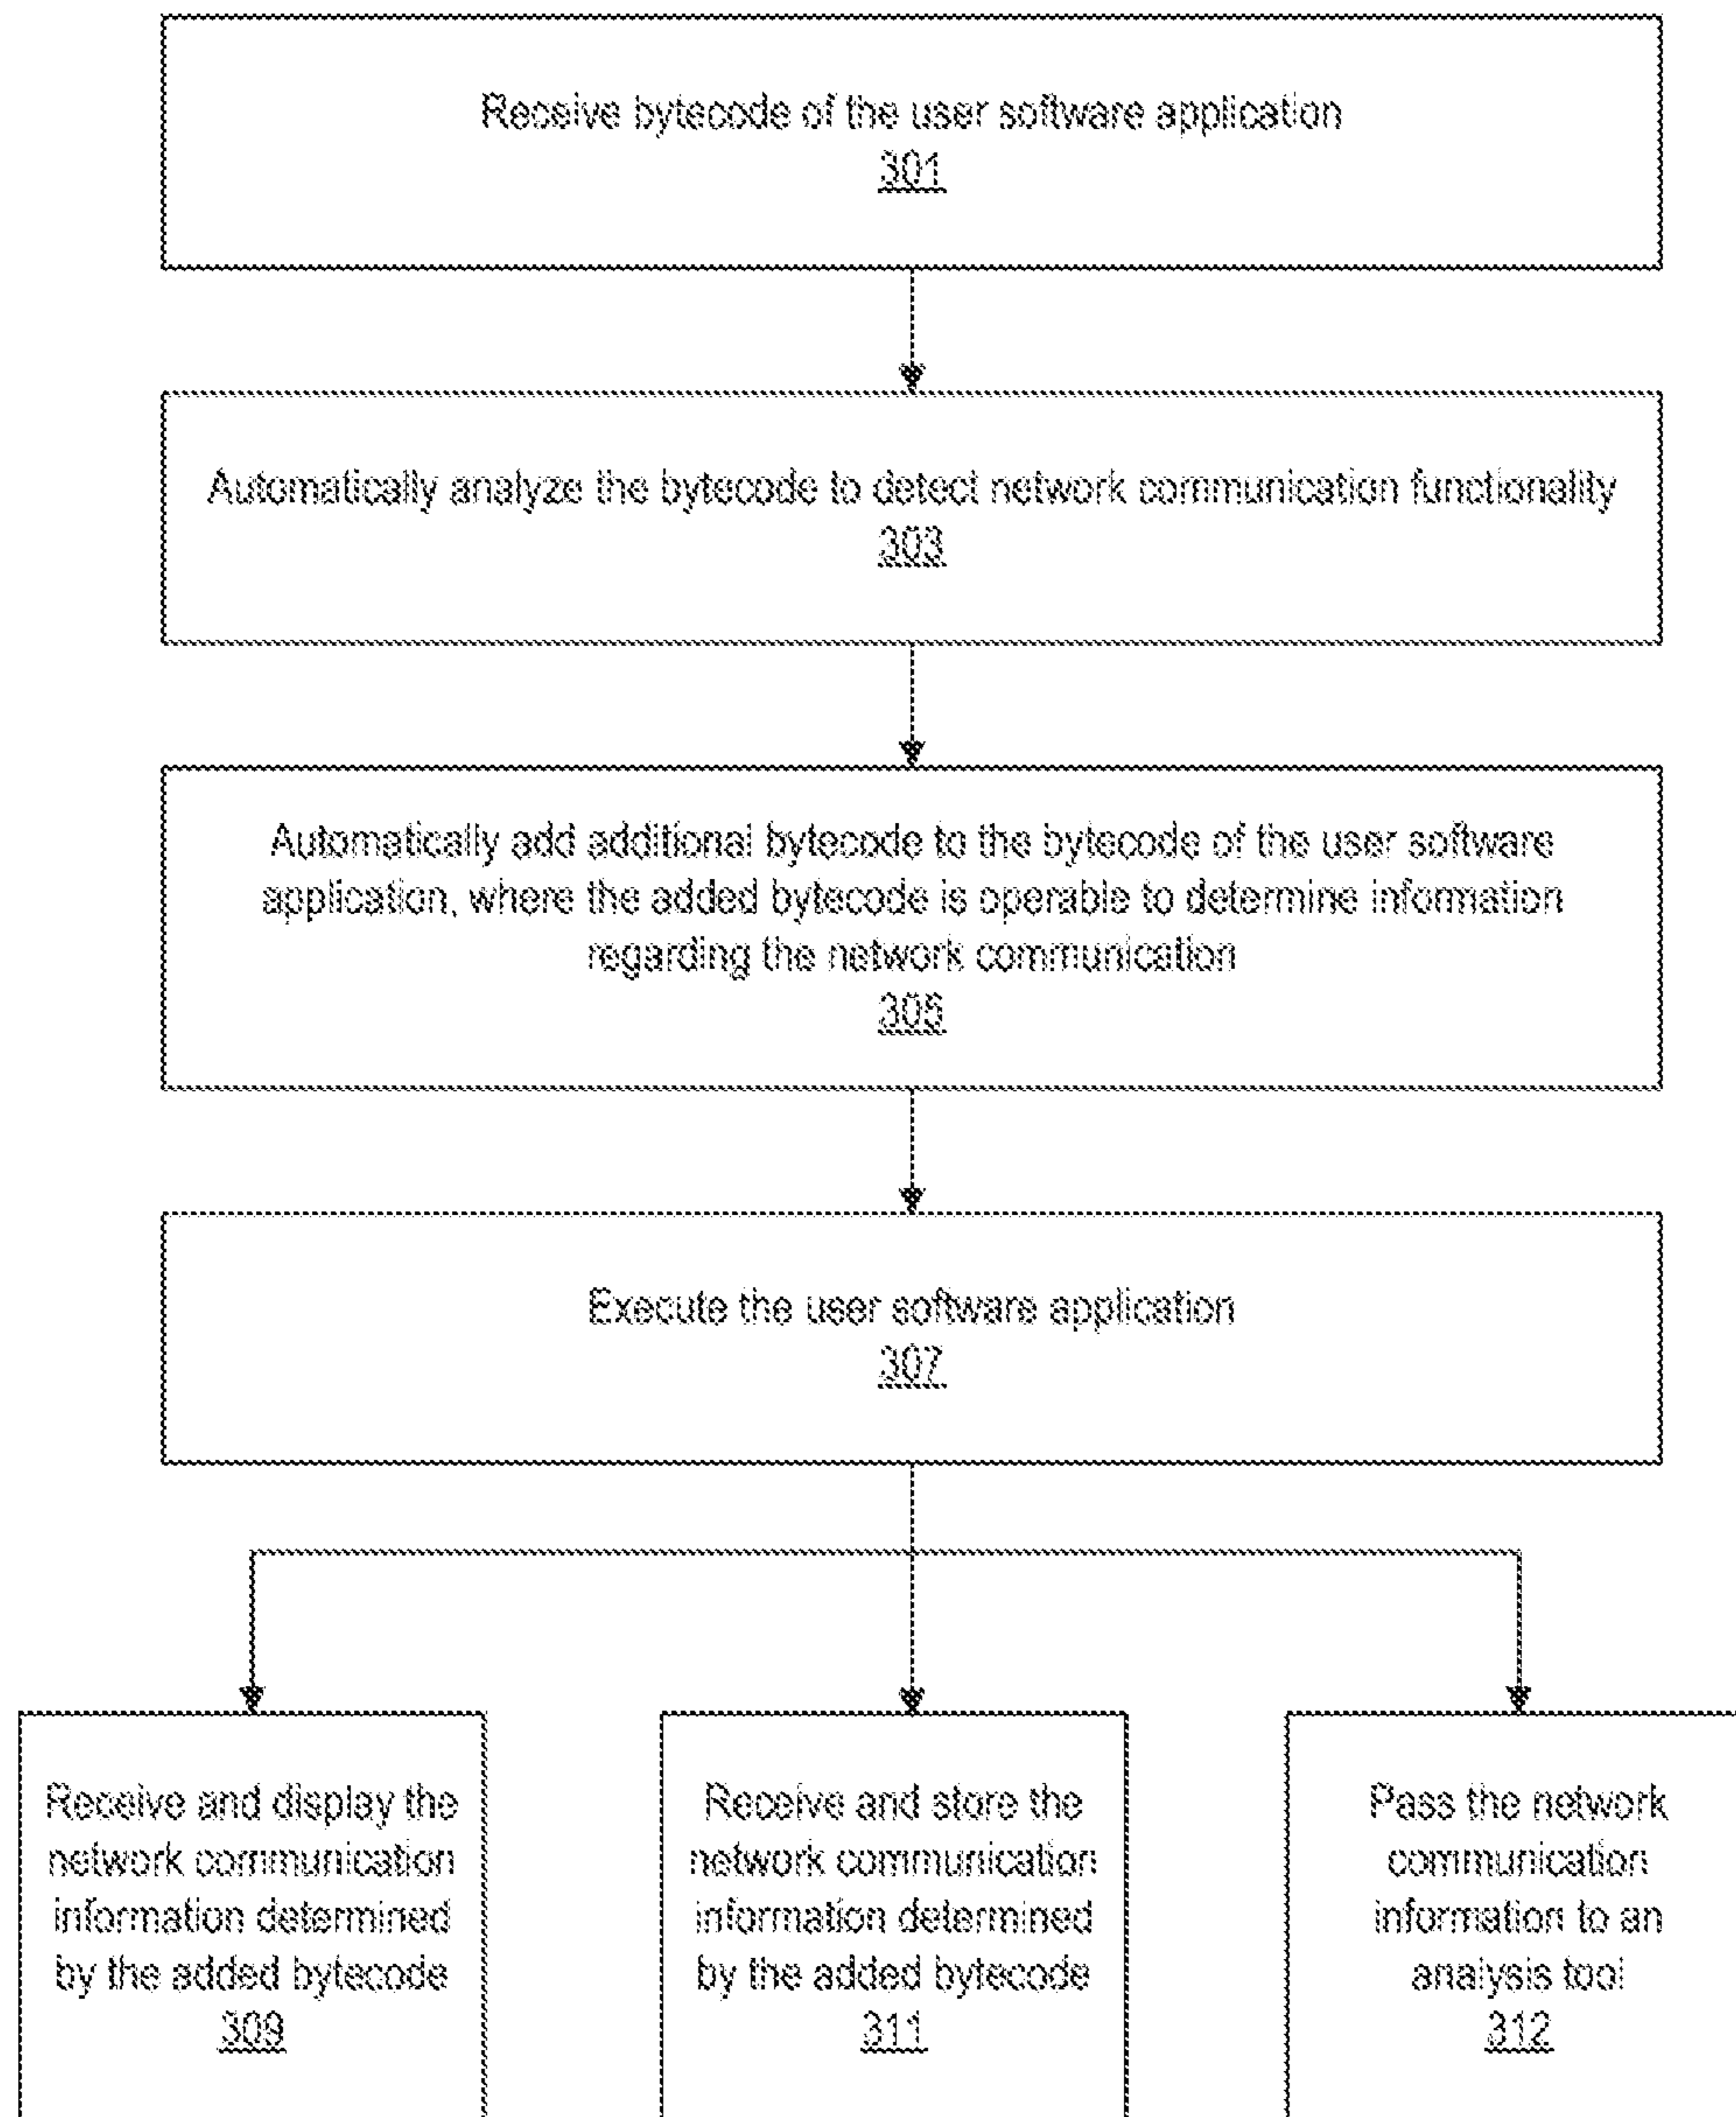 Receive bytecode of the user software application
301
Automatically analyze the bytecode to detect network communication functionality
303
Automatically add additional bytecode to the bytecode of the user software
application, where the added bytecode is operable to determine information
regarding the network communication
305
Execute the user software application
307
Receive and display the
network communication
information determined
by the added bytecode
309
Receive and store the
network communication
information determined
by the added bytecode
311
Pass the network
communication
information to an
analysis tool
312